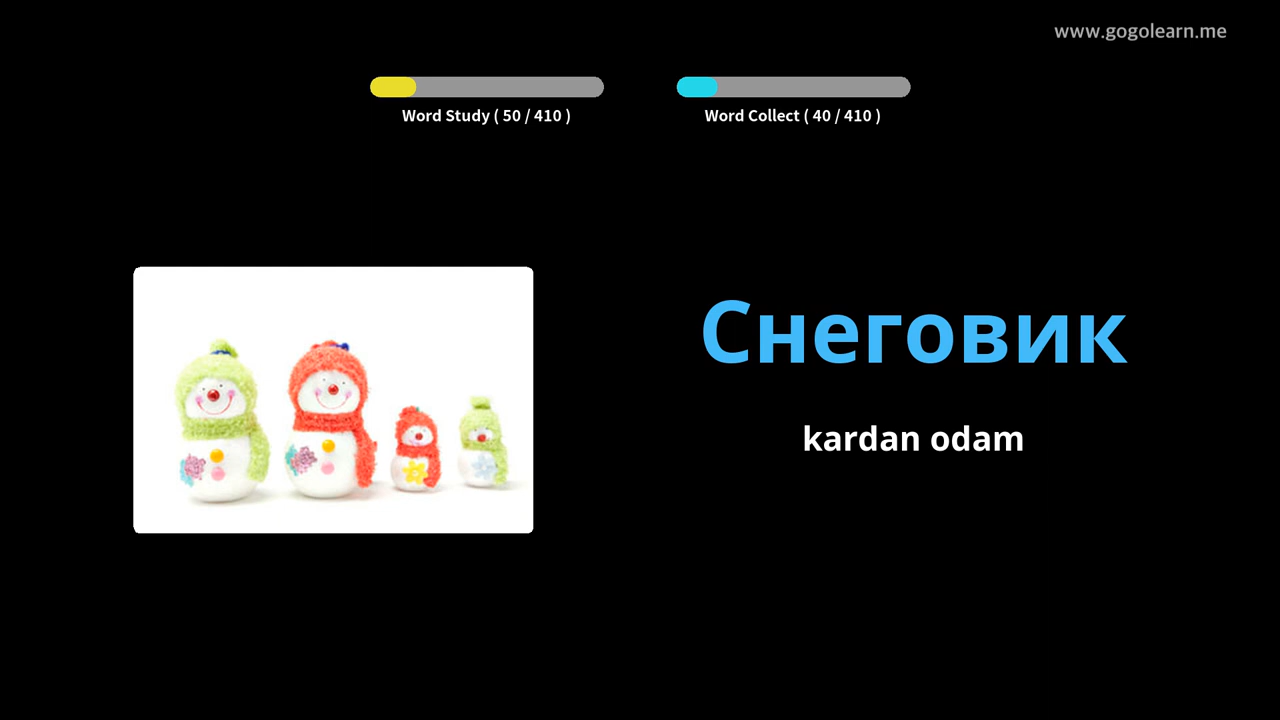 www.gogolearn.me
Word Study ( 50 / 410 )
Word Collect ( 40 / 410 )
Снеговик
kardan odam